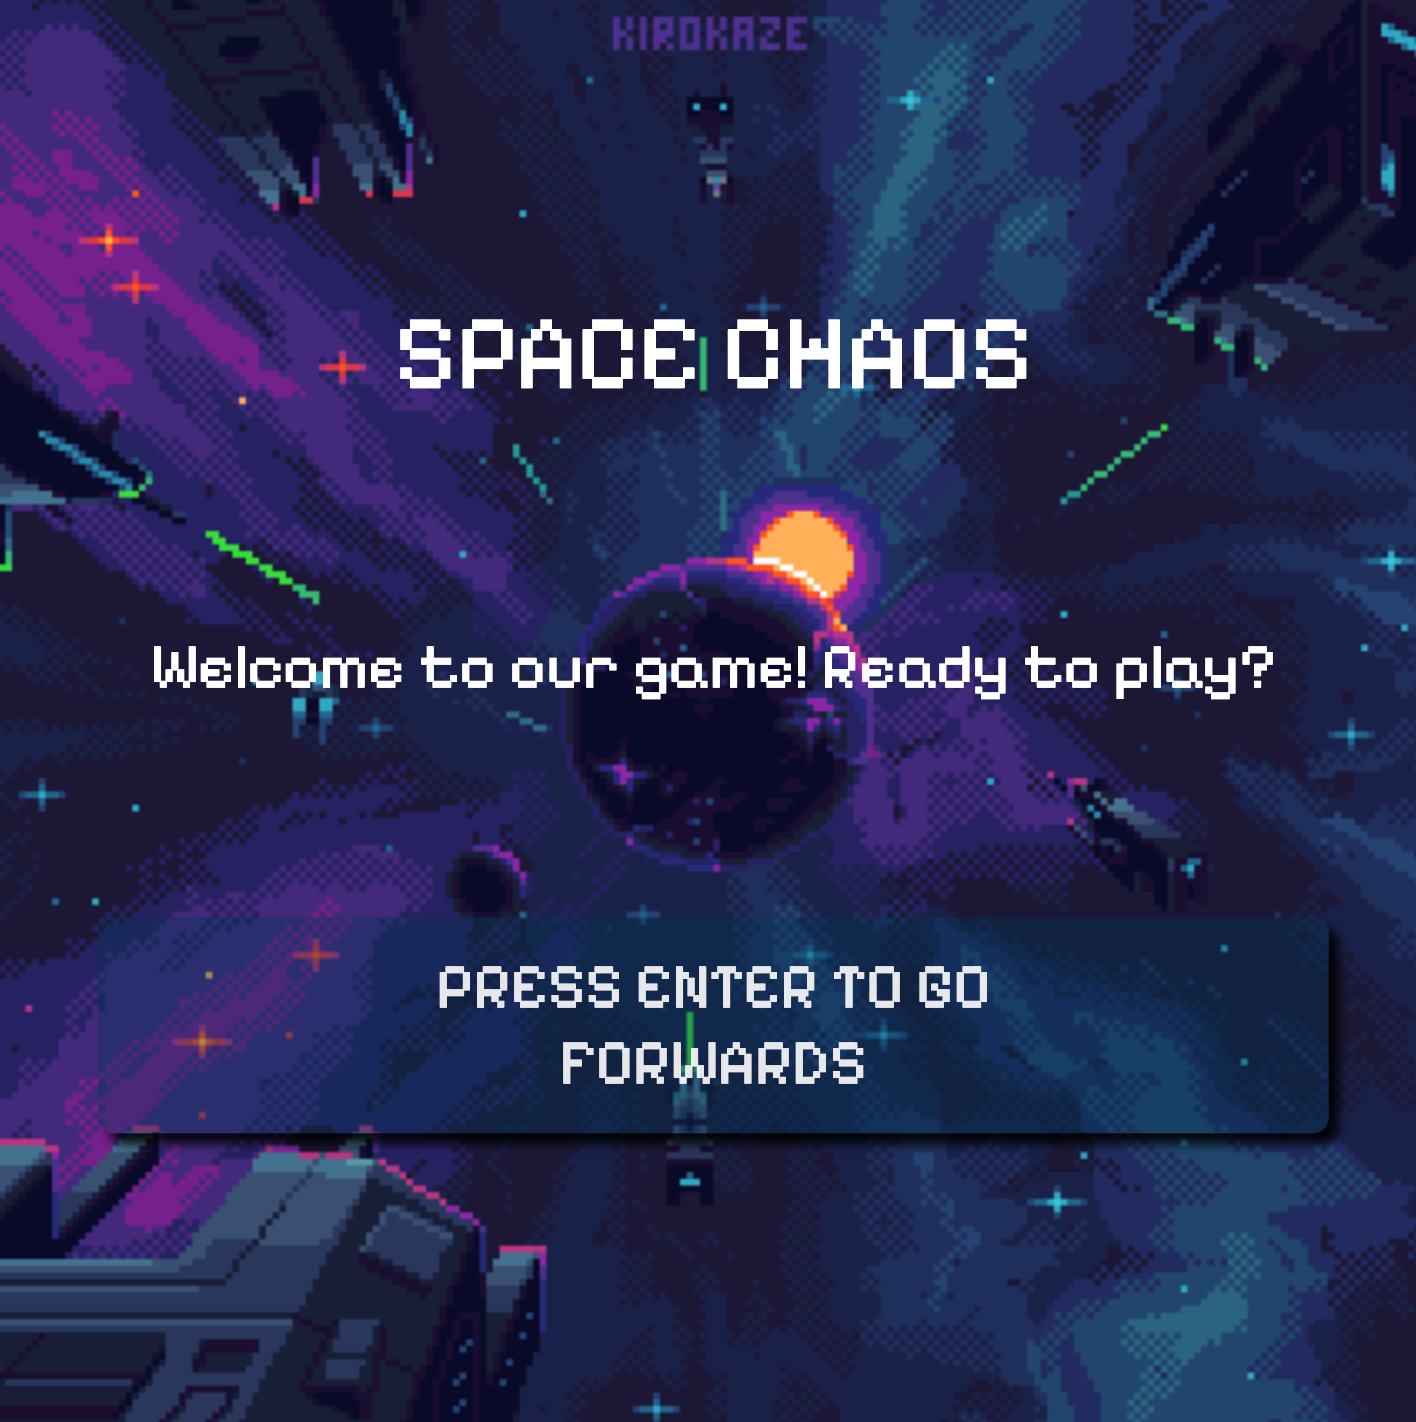 KIROKAZE
SPACE CHAOS
Welcome to our game! Ready to play?
PRESS ENTER TO GO
FORWARDS